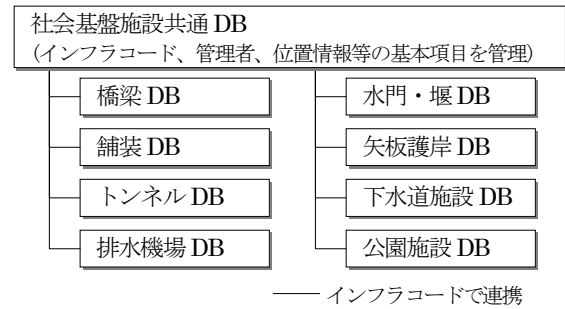 社会基盤施設共通 DB
(インフラコード、管理者、位置情報等の基本項目を管理)
橋梁 DB
舗装 DB
トンネル DB
排水機場 DB
水門・堰 DB
矢板護岸 DB
下水道施設 DB
公園施設 DB
―― インフラコードで連携